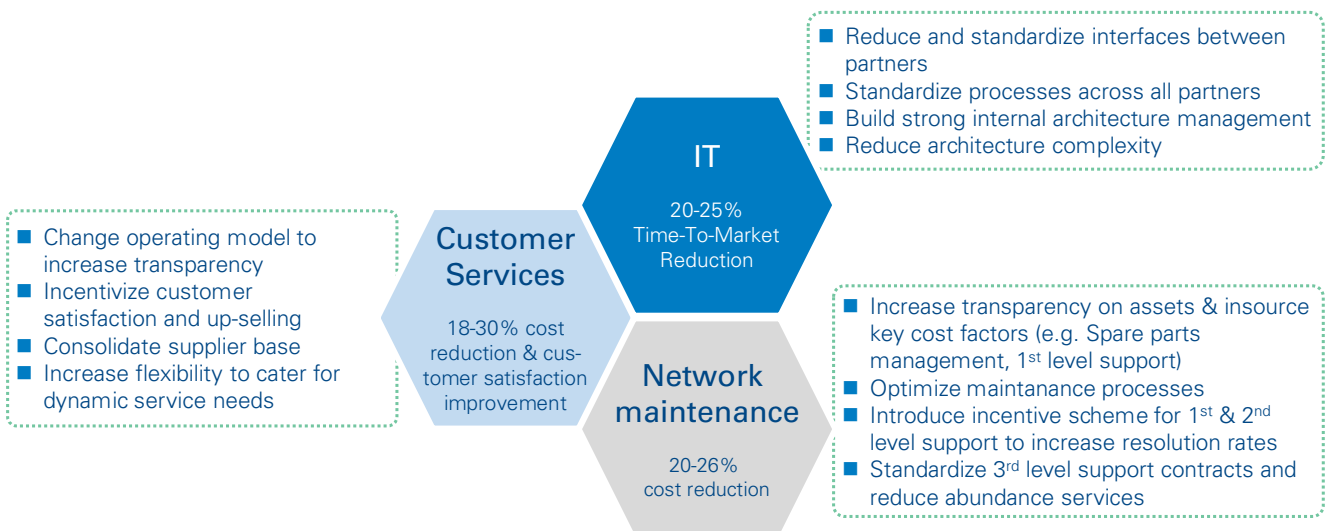 ■ Reduce and standardize interfaces between
partners
■ Standardize processes across all partners
■ Build strong internal architecture management
■ Reduce architecture complexity
IT
20-25%
Time-To-Market
Reduction
■ Change operating model to
increase transparency
■ Incentivize customer
satisfaction and up-selling
■ Consolidate supplier base
■ Increase flexibility to cater for
dynamic service needs
Customer
Services
18-30% cost
reduction & cus-
tomer satisfaction
improvement
Network
maintenance
20-26%
cost reduction
■ Increase transparency on assets & insource
key cost factors (e.g. Spare parts
management, 1st level support)
■ Optimize maintanance processes
■ Introduce incentive scheme for 1st & 2nd
level support to increase resolution rates
■ Standardize 3rd level support contracts and
reduce abundance services